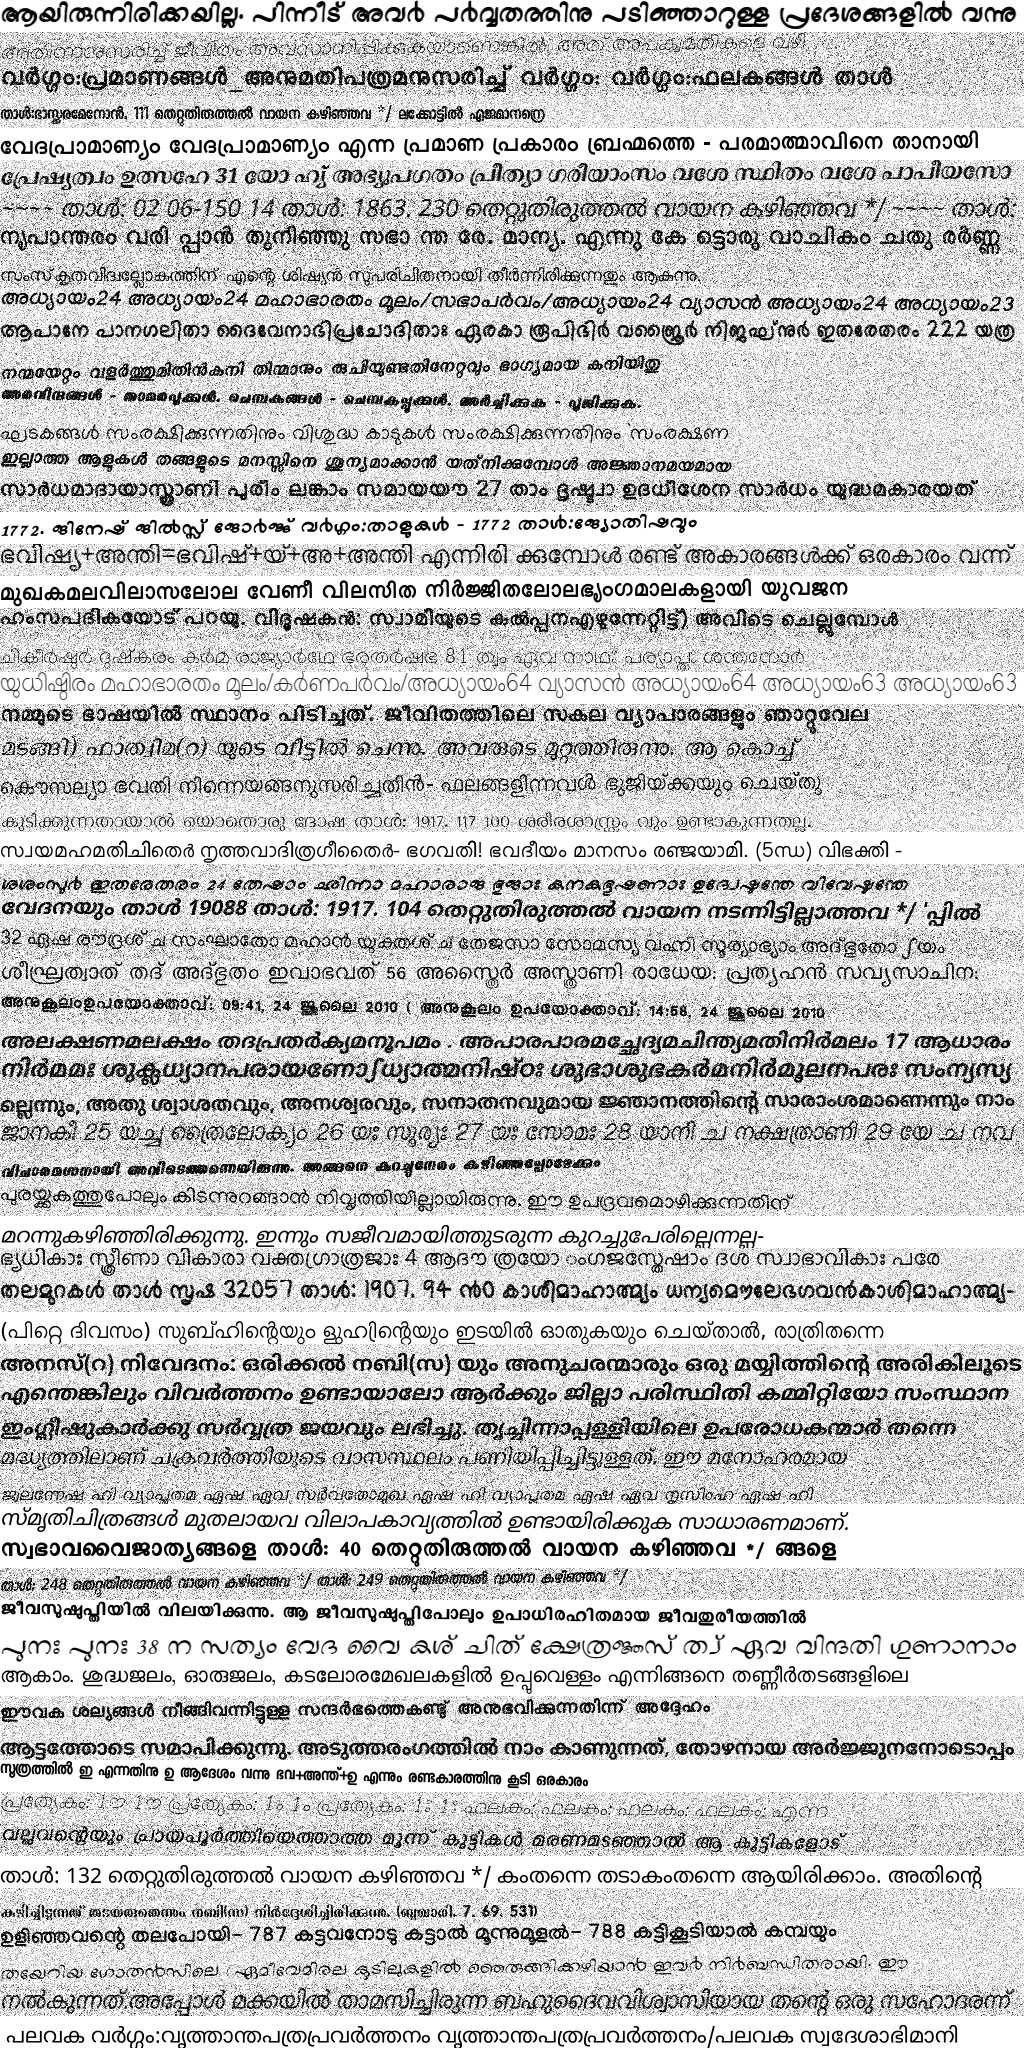 ആയിരുന്നിരിക്കയില്ല. പിന്നീട് അവർ പർവ്വതത്തിനു പടിഞ്ഞാറുള്ള പ്രദേശങ്ങളിൽ വന്നു
അതിനനുസരിച്ച് ജീവിതം അവസാനിപ്പിക്കുകയാണെങ്കിൽ, അത് അപകൃമതികളെ വഴി
വർഗ്ഗം:പ്രമാണങ്ങൾ_അനുമതിപത്രമനുസരിച്ച് വർഗ്ഗം: വർഗ്ഗം:ഫലകങ്ങൾ താൾ
താൾ:ഭാസ്കരമേനോൻ. 111 തെറ്റുതിരുത്തൽ വായന കഴിഞ്ഞവ */ ലക്കോട്ടിൽ എജമാനന്റെ
വേദപ്രാമാണ്യം വേദപ്രാമാണ്യം എന്ന പ്രമാണ പ്രകാരം ബ്രഹ്മത്തെ - പരമാത്മാവിനെ താനായി
പ്രേഷ്യത്വം ഉത്സഹേ 31 യോ ഹ്യ് അഭ്യുപഗതം പ്രീത്യാ ഗരീയാംസം വശേ സ്ഥിതം വശേ പാപീയസോ
~~~~ താൾ: 02 06-150 14 താൾ: 1863. 230 തെറ്റുതിരുത്തൽ വായന കഴിഞ്ഞവ */ ~~~~ താൾ:
നൃപാന്തരം വരി പ്പാൻ തുനിഞ്ഞു സഭാ ന്ത രേ. മാന്യ. എന്നു കേ ട്ടൊരു വാചികം ചതു രർണ്ണ
സംസ്കൃതവിദ്വല്ലോകത്തിന് എന്റെ ശിഷ്യൻ സുപരിചിതനായി തീർന്നിരിക്കുന്നതും ആകുന്നു.
അധ്യായം24 അധ്യായം24 മഹാഭാരതം മൂലം/സഭാപർവം/അധ്യായം24 വ്യാസൻ അധ്യായം24 അധ്യായം23
ആപാനേ പാനഗലിതാ ദൈവേനാഭിപ്രചോദിതാഃ ഏരകാ രൂപിഭിർ വജ്രൈർ നിജഘ്നുർ ഇതരേതരം 222 യത്ര
നന്മയേറ്റം വളർത്തുമിതിൻകനി തിന്മാനും രുചിയുണ്ടതിനേറ്റവും ഭാഗ്യമായ കനിയിതു
അരവിന്ദങ്ങൾ - താമരപ്പൂക്കൾ. ചെമ്പകങ്ങൾ - ചെമ്പകപ്പൂക്കൾ. അർച്ചിക്കുക - പൂജിക്കുക.
ഘടകങ്ങൾ സംരക്ഷിക്കുന്നതിനും വിശുദ്ധ കാടുകൾ സംരക്ഷിക്കുന്നതിനും സംരക്ഷണ
ഇല്ലാത്ത ആളുകൾ തങ്ങളുടെ മനസ്സിനെ ശൂന്യമാക്കാൻ യത്നിക്കുമ്പോൾ അജ്ഞാനമയമായ
സാർധമാദായാസ്ത്രാണി പുരീം ലങ്കാം സമായയൗ 27 താം ദൃഷ്ട്വാ ഉദധീശേന സാർധം യുദ്ധമകാരയത്
1772. ജിനേഷ് ജിൽസ്സ് ജോർജ്ജ് വർഗ്ഗം:താളുകൾ - 1772 താൾ:ജ്യോതിഷവും
ഭവിഷ്യ+അന്തി=ഭവിഷ്+യ്+അ+അന്തി എന്നിരി ക്കുമ്പോൾ രണ്ട് അകാരങ്ങൾക്ക് ഒരകാരം വന്ന്
മുഖകമലവിലാസലോല വേണീ വിലസിത നിർജ്ജിതലോലഭൃംഗമാലകളായി യുവജന
ഹംസപദികയോട് പറയൂ. വിദൂഷകൻ: സ്വാമിയുടെ കൽപ്പനഎഴുന്നേറ്റിട്ട്) അവിടെ ചെല്ലുമ്പോൾ
ചികീർഷുർ ദുഷ്കരം കർമ രാജ്യാർഥേ ഭരതർഷഭ 81 ത്വം ഏവ നാഥഃ പര്യാപ്തഃ ശന്തനോർ
യുധിഷ്ഠിരം മഹാഭാരതം മൂലം/കർണപർവം/അധ്യായം64 വ്യാസൻ അധ്യായം64 അധ്യായം63 അധ്യായം63
നമ്മുടെ ഭാഷയിൽ സ്ഥാനം പിടിച്ചത്. ജീവിതത്തിലെ സകല വ്യാപാരങ്ങളും ഞാറ്റുവേല
മടങ്ങി) ഫാത്വിമ(റ) യുടെ വീട്ടിൽ ചെന്നു. അവരുടെ മുറ്റത്തിരുന്നു. ആ കൊച്ച്
കൌസല്യാ ഭവതി നിന്നെയങ്ങനുസരിച്ചതിൻ- ഫലങ്ങളിന്നവൾ ഭുജിയ്ക്കയും ചെയ്തു
കുടിക്കുന്നതായാൽ യൊതൊരു ദോഷ താൾ: 1917. 117 100 ശരീരശാസ്ത്രം വും ഉണ്ടാകുന്നതല്ല.
സ്വയമഹമതിചിതെർ നൃത്തവാദിത്രഗീതൈർ- ഭഗവതി! ഭവദീയം മാനസം രഞ്ജയാമി. (5ന്ധ) വിഭക്തി -
ശശംസുർ ഇതരേതരം 24 തേഷാം ഛിന്നാ മഹാരാജ ഭുജാഃ കനകഭൂഷണാഃ ഉദ്വേഷ്ടന്തേ വിവേഷ്ടന്തേ
വേദനയും താൾ 19088 താൾ: 1917. 104 തെറ്റുതിരുത്തൽ വായന നടന്നിട്ടില്ലാത്തവ */ 'പ്പിൽ
32 ഏഷ രൗദ്രശ് ച സംഘാതോ മഹാൻ യുക്തശ് ച തേജസാ സോമസ്യ വഹ്നി സൂര്യാഭ്യാം അദ്ഭുതോ ഽയം
ശീഘ്രത്വാത് തദ് അദ്ഭുതം ഇവാഭവത് 56 അസ്ത്രൈർ അസ്ത്രാണി രാധേയഃ പ്രത്യഹൻ സവ്യസാചിനഃ
അനുകൂലംഉപയോക്താവ്: 09:41, 24 ജൂലൈ 2010 ( അനുകൂലം ഉപയോക്താവ്: 14:58, 24 ജൂലൈ 2010
അലക്ഷണമലക്ഷം തദപ്രതർക്യമനൂപമം . അപാരപാരമച്ഛേദ്യമചിന്ത്യമതിനിർമലം 17 ആധാരം
നിർമമഃ ശുക്ലധ്യാനപരായണോഽധ്യാത്മനിഷ്ഠഃ ശുഭാശുഭകർമനിർമൂലനപരഃ സംന്യസ്യ
ല്ലെന്നും, അതു ശ്വാശതവും, അനശ്വരവും, സനാതനവുമായ ജ്ഞാനത്തിന്റെ സാരാംശമാണെന്നും നാം
ജാനകീ 25 യച്ച ത്രൈലോക്യം 26 യഃ സൂര്യഃ 27 യഃ സോമഃ 28 യാനി ച നക്ഷത്രാണി 29 യേ ച നവ
വിചാരമഗ്നനായി അവിടെത്തന്നെയിരുന്നു. അങ്ങനെ കുറച്ചുനേരം കഴിഞ്ഞപ്പോഴേക്കും
പുരയ്ക്കകത്തുപോലും കിടന്നുറങ്ങാൻ നിവൃത്തിയില്ലായിരുന്നു. ഈ ഉപദ്രവമൊഴിക്കുന്നതിന്
മറന്നുകഴിഞ്ഞിരിക്കുന്നു. ഇന്നും സജീവമായിത്തുടരുന്ന കുറച്ചുപേരില്ലെന്നല്ല-
ഭ്യധികാഃ സ്ത്രീണാ വികാരാ വക്ത്രഗാത്രജാഃ 4 ആദൗ ത്രയോ ംഗജസ്തേഷാം ദശ സ്വാഭാവികാഃ പരേ
തലമുറകൾ താൾ സൃഷ 32057 താൾ: 1907. 94 ൻ0 കാശീമാഹാത്മ്യം ധന്യമൌലേഭഗവൻകാശിമാഹാത്മ്യ-
(പിറ്റെ ദിവസം) സുബ്ഹിന്റെയും ളുഹ്റിന്റെയും ഇടയിൽ ഓതുകയും ചെയ്താൽ, രാത്രിതന്നെ
അനസ്(റ) നിവേദനം: ഒരിക്കൽ നബി(സ) യും അനുചരന്മാരും ഒരു മയ്യിത്തിന്റെ അരികിലൂടെ
എന്തെങ്കിലും വിവർത്തനം ഉണ്ടായാലോ ആർക്കും ജില്ലാ പരിസ്ഥിതി കമ്മിറ്റിയോ സംസ്ഥാന
ഇംഗ്ലീഷുകാർക്കു സർവ്വത്ര ജയവും ലഭിച്ചു. തൃച്ചിന്നാപ്പള്ളിയിലെ ഉപരോധകന്മാർ തന്നെ
മദ്ധ്യത്തിലാണ് ചക്രവർത്തിയുടെ വാസസ്ഥലം പണിയിപ്പിച്ചിട്ടുള്ളത്. ഈ മനോഹരമായ
ജ്വലന്നേഷ ഹി വ്യാപൃതമ ഏഷ ഏവ സർവതോമുഖ ഏഷ ഹി വ്യാപ്തതമ ഏഷ ഏവ നൃസിംഹ ഏഷ ഹി
സ്മൃതിചിത്രങ്ങൾ മുതലായവ വിലാപകാവ്യത്തിൽ ഉണ്ടായിരിക്കുക സാധാരണമാണ്.
സ്വഭാവവൈജാത്യങ്ങളെ താൾ: 40 തെറ്റുതിരുത്തൽ വായന കഴിഞ്ഞവ */ ങ്ങളെ
താൾ: 248 തെറ്റുതിരുത്തൽ വായന കഴിഞ്ഞവ */ താൾ: 249 തെറ്റുതിരുത്തൽ വായന കഴിഞ്ഞവ */
ജീവസുഷുപ്തിയിൽ വിലയിക്കുന്നു. ആ ജീവസുഷുപ്തിപോലും ഉപാധിരഹിതമായ ജീവതുരീയത്തിൽ
പുനഃ പുനഃ 38 ന സത്യം വേദ വൈ കശ് ചിത് ക്ഷേത്രജ്ഞസ് ത്വ് ഏവ വിന്ദതി ഗുണാനാം
ആകാം. ശുദ്ധജലം, ഓരുജലം, കടലോരമേഖലകളിൽ ഉപ്പുവെള്ളം എന്നിങ്ങനെ തണ്ണീർതടങ്ങളിലെ
ഈവക ശല്യങ്ങൾ നീങ്ങിവന്നിട്ടുള്ള സന്ദർഭത്തെകണ്ടു് അനുഭവിക്കുന്നതിന്ന് അദ്ദേഹം
ആട്ടത്തോടെ സമാപിക്കുന്നു. അടുത്തരംഗത്തിൽ നാം കാണുന്നത്, തോഴനായ അർജ്ജുനനോടൊപ്പം
സൂത്രത്തിൽ ഇ എന്നതിനു ഉ ആദേശം വന്നു ഭവ+അന്ത്+ഉ എന്നും രണ്ടകാരത്തിനു കൂടി ഒരകാരം
പ്രത്യേകം: 1ൗ 1ൗ പ്രത്യേകം: 1ം 1ം പ്രത്യേകം: 1ഃ 1ഃ ഫലകം: ഫലകം: ഫലകം: ഫലകം: എന്ന
വല്ലവന്റെയും പ്രായപൂർത്തിയെത്താത്ത മൂന്ന് കുട്ടികൾ മരണമടഞ്ഞാൽ ആ കുട്ടികളോട്
താൾ: 132 തെറ്റുതിരുത്തൽ വായന കഴിഞ്ഞവ */ കംതന്നെ തടാകംതന്നെ ആയിരിക്കാം. അതിന്റെ
കുടിച്ചിട്ടുന്നത് തടയരുതെന്നും നബി(സ) നിർദ്ദേശിച്ചിരിക്കുന്നു. (ബുഖാരി. 7. 69. 531)
ഉളിഞ്ഞവന്റെ തലപോയി– 787 കട്ടവനോടു കട്ടാൽ മൂന്നുമൂളൽ– 788 കട്ടികൂടിയാൽ കമ്പയും
തയേറിയ ഗോതൻസിലെ (ഏമിവേമിരല കുടിലുകളിൽ ഞെരുങ്ങിക്കഴിയാൻ ഇവർ നിർബന്ധിതരായി. ഈ
നൽകുന്നത്.അപ്പോൾ മക്കയിൽ താമസിച്ചിരുന്ന ബഹുദൈവവിശ്വാസിയായ തന്റെ ഒരു സഹോദരന്ന്
പലവക വർഗ്ഗം:വൃത്താന്തപത്രപ്രവർത്തനം വൃത്താന്തപത്രപ്രവർത്തനം/പലവക സ്വദേശാഭിമാനി